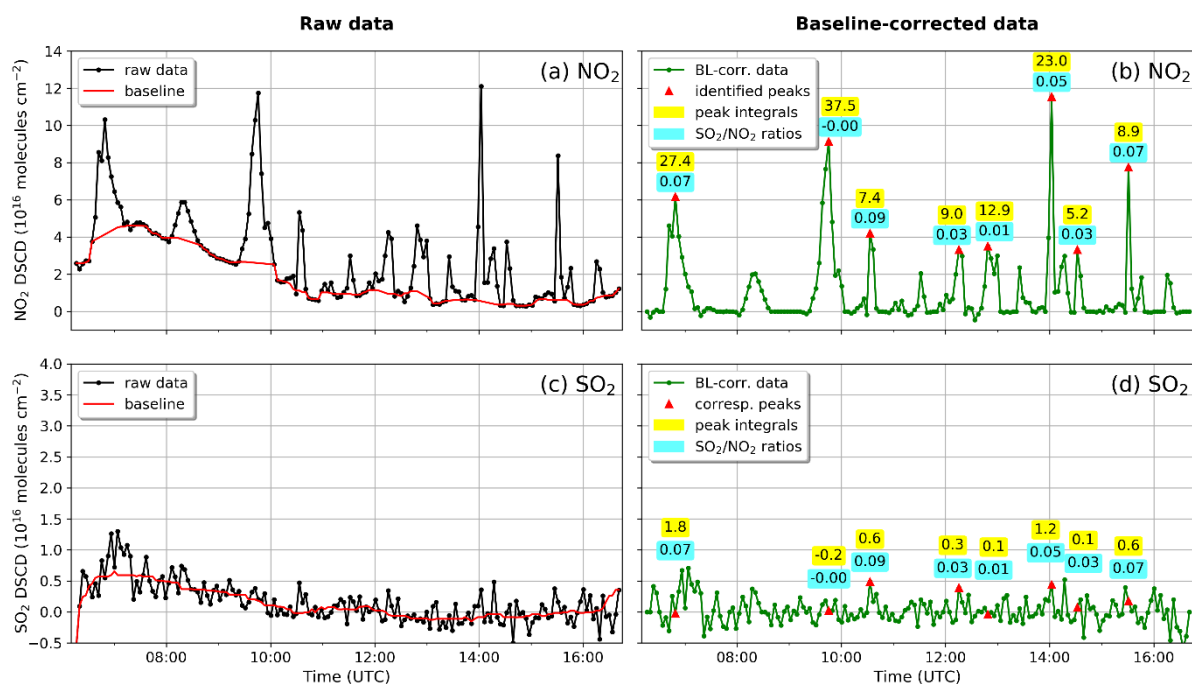 Raw data
Baseline-corrected data
14
12
10
8
6
4
2
0
NO₂ DSCD (10¹⁶ molecules cm⁻²)
raw data
baseline
(a) NO₂
BL-corr. data
identified peaks
peak integrals
SO₂/NO₂ ratios
(b) NO₂
27.4
0.07
37.5
-0.00
7.4
0.09
9.0
0.03
12.9
0.01
23.0
0.05
5.2
0.03
8.9
0.07
4.0
3.5
3.0
2.5
2.0
1.5
1.0
0.5
0.0
−0.5
SO₂ DSCD (10¹⁶ molecules cm⁻²)
raw data
baseline
(c) SO₂
08:00 10:00 12:00 14:00 16:00
Time (UTC)
BL-corr. data
corresp. peaks
peak integrals
SO₂/NO₂ ratios
(d) SO₂
1.8
0.07
-0.2
-0.00
0.6
0.09
0.3
0.03
0.1
0.01
1.2
0.05
0.1
0.03
0.6
0.07
08:00 10:00 12:00 14:00 16:00
Time (UTC)